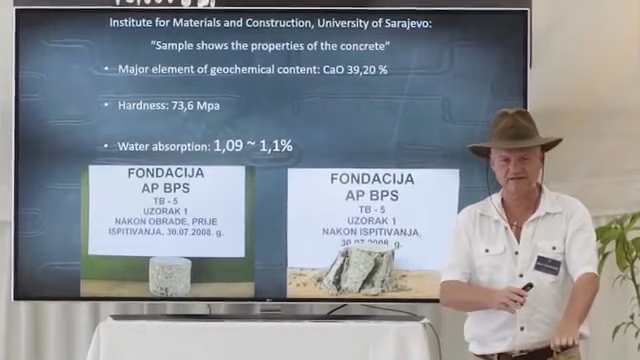 Institute for Materials and Construction, University of Sarajevo:
“Sample shows the properties of the concrete”
• Major element of geochemical content: CaO 39,20 %
• Hardness: 73,6 Mpa
• Water absorption: 1,09 ~ 1,1%
FONDACIJA
AP BPS
TB - 5
UZORAK 1
NAKON OBRADE, PRIJE
ISPITIVANJA, 30.07.2008. g.
FONDACIJA
AP BPS
TB - 5
UZORAK 1
NAKON ISPITIVANJA,
30.07.2008. g.